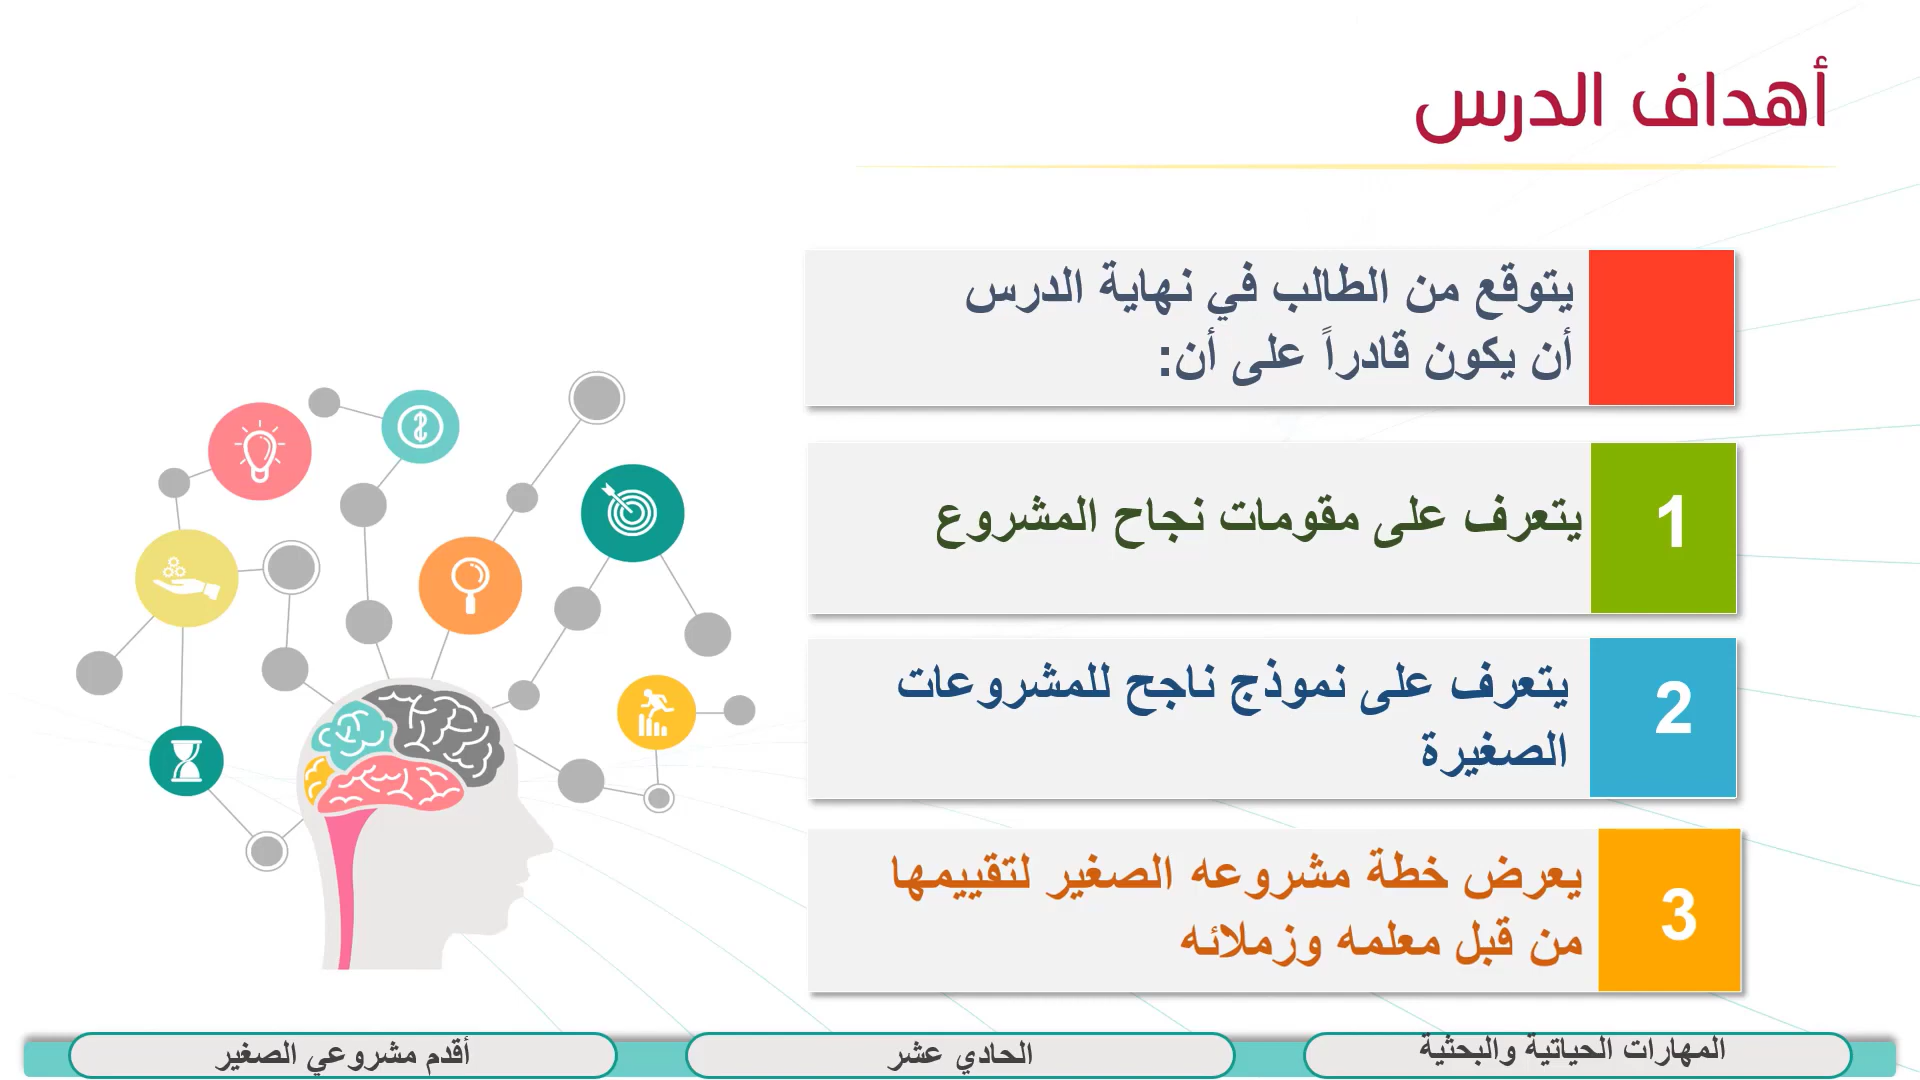 أهداف الدرس
يتوقع من الطالب في نهاية الدرس
أن يكون قادراً على أن:
1
يتعرف على مقومات نجاح المشروع
2
يتعرف على نموذج ناجح للمشروعات
الصغيرة
3
يعرض خطة مشروعه الصغير لتقييمها
من قبل معلمه وزملائه
المهارات الحياتية والبحثية
الحادي عشر
أقدم مشروعي الصغير